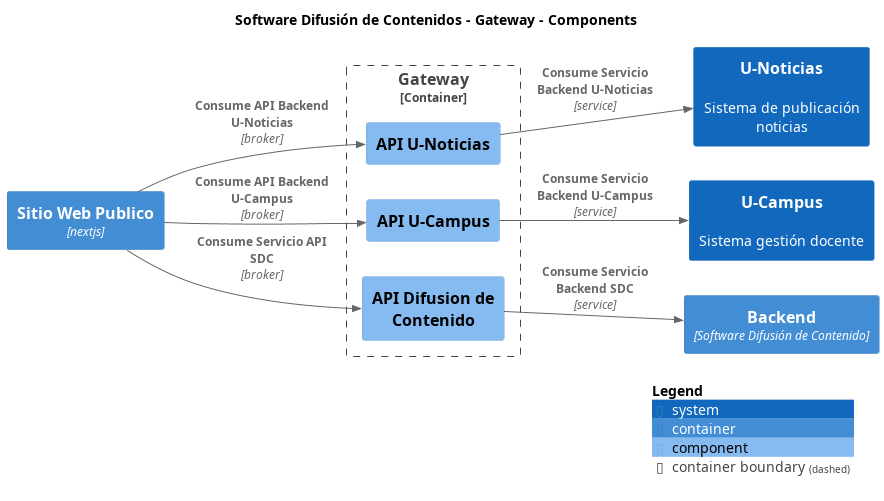 Software Difusión de Contenidos - Gateway - Components
Gateway
[Container]
Consume API Backend
U-Noticias
[broker]
Consume API Backend
U-Campus
[broker]
Consume Servicio API
SDC
[broker]
Sitio Web Publico
[nextjs]
API U-Noticias
API U-Campus
API Difusion de
Contenido
Consume Servicio
Backend U-Noticias
[service]
Consume Servicio
Backend U-Campus
[service]
Consume Servicio
Backend SDC
[service]
U-Noticias
Sistema de publicación
noticias
U-Campus
Sistema gestión docente
Backend
[Software Difusión de Contenido]
Legend
system
container
component
container boundary (dashed)